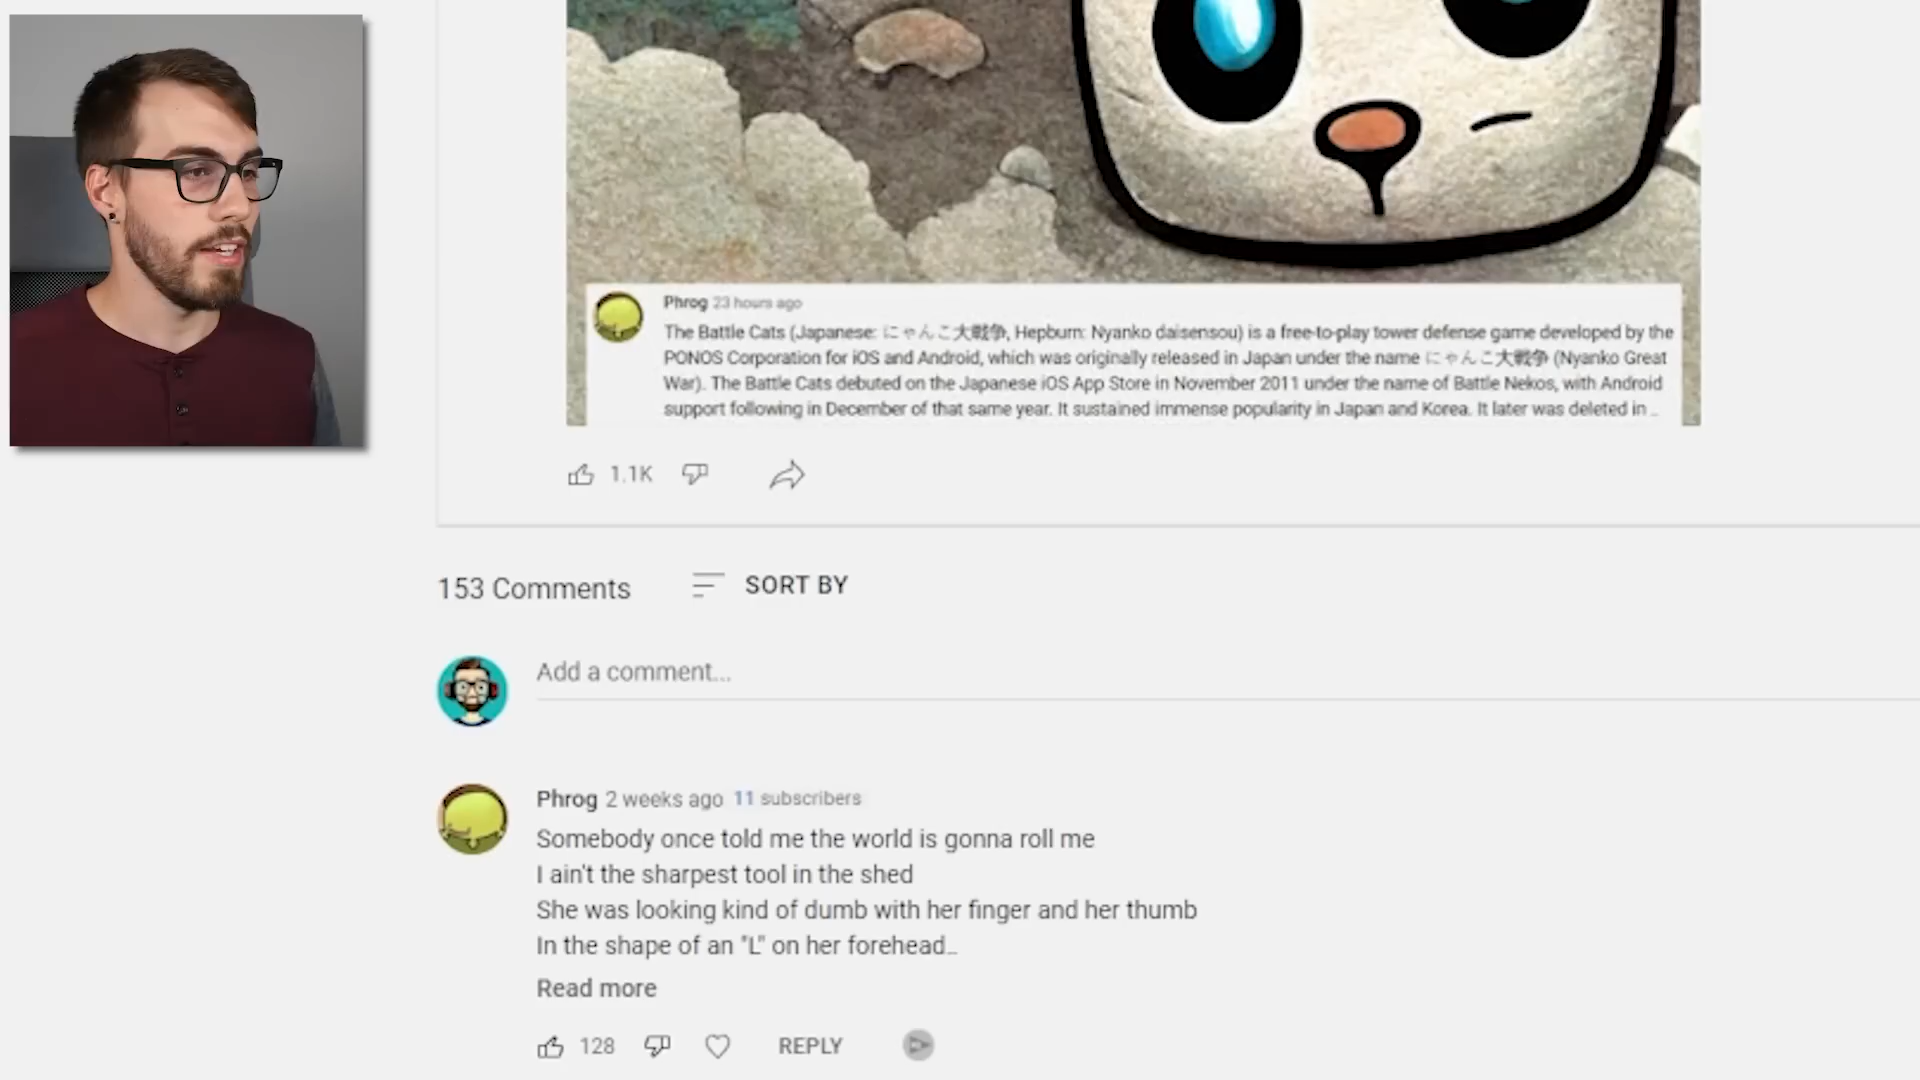 Phrog 23 hours ago
The Battle Cats (Japanese: にゃんこ大戦争, Hepburn: Nyanko daisensou) is a free-to-play tower defense game developed by the
PONOS Corporation for iOS and Android, which was originally released in Japan under the name にゃんこ大戦争 (Nyanko Great
War). The Battle Cats debuted on the Japanese iOS App Store in November 2011 under the name of Battle Nekos, with Android
support following in December of that same year. It sustained immense popularity in Japan and Korea. It later was deleted in ...
1.1K
153 Comments SORT BY
Add a comment...
Phrog 2 weeks ago 11 subscribers
Somebody once told me the world is gonna roll me
I ain't the sharpest tool in the shed
She was looking kind of dumb with her finger and her thumb
In the shape of an "L" on her forehead...
Read more
128 REPLY